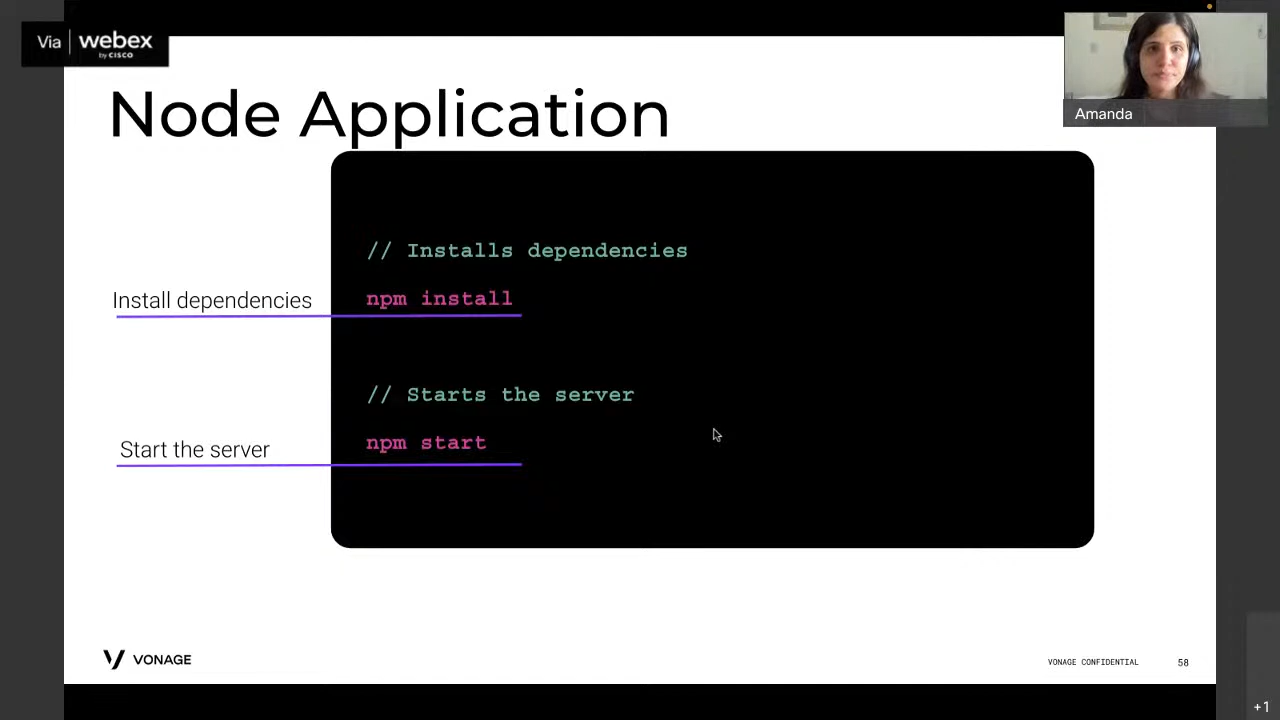 Via webex
by CISCO
Amanda
Node Application
// Installs dependencies
Install dependencies
npm install
// Starts the server
Start the server
npm start
VONAGE
VONAGE CONFIDENTIAL
58
+1